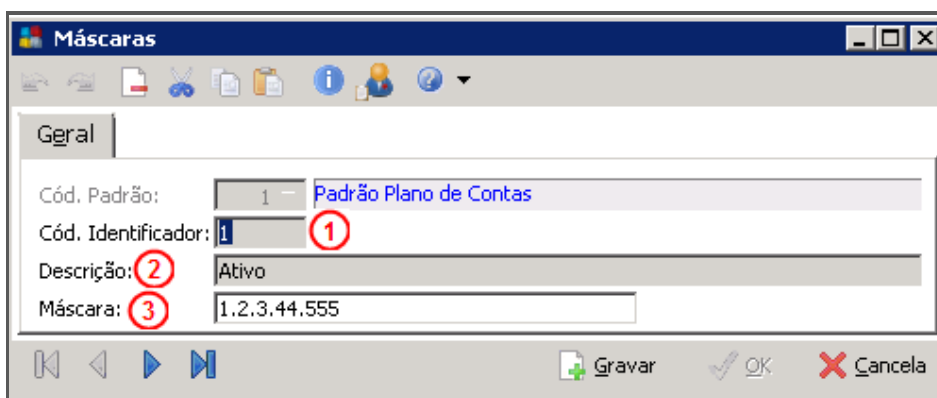 Máscaras
Geral
Cód. Padrão: 1 Padrão Plano de Contas
Cód. Identificador: 1 1
Descrição: 2 Ativo
Máscara: 3 1.2.3.44.555
Gravar OK Cancela